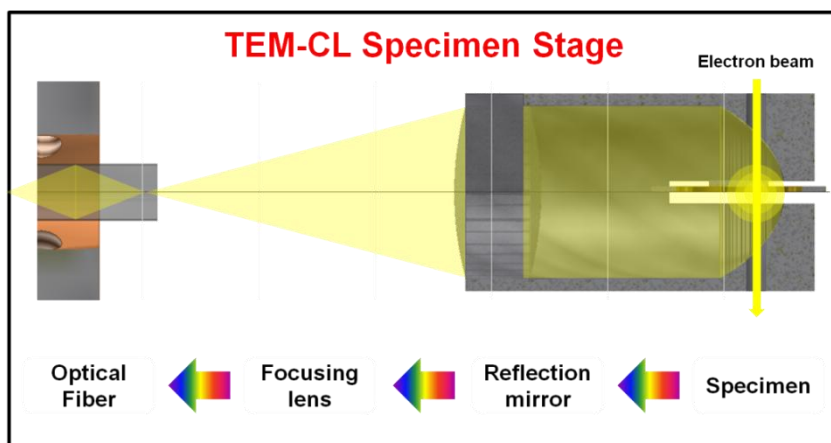 TEM-CL Specimen Stage
Electron beam
Optical
Fiber
Focusing
lens
Reflection
mirror
Specimen